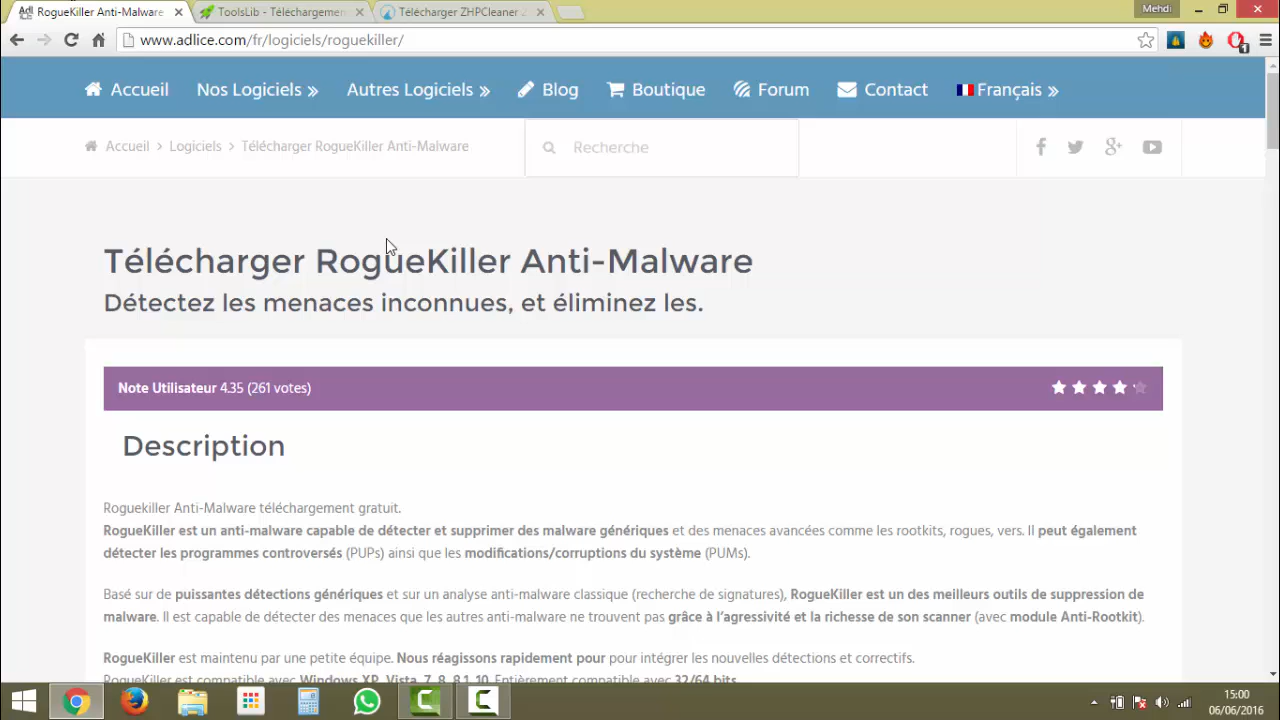 RogueKiller Anti-Malware
ToolsLib - Téléchargemen
Télécharger ZHPCleaner
Mehdi
www.adlice.com/fr/logiciels/roguekiller/
1
Accueil
Nos Logiciels »
Autres Logiciels »
Blog
Boutique
Forum
Contact
Français »
Accueil > Logiciels > Télécharger RogueKiller Anti-Malware
Recherche
Télécharger RogueKiller Anti-Malware
Détectez les menaces inconnues, et éliminez les.
Note Utilisateur 4.35 (261 votes)
Description
Roguekiller Anti-Malware téléchargement gratuit.
RogueKiller est un anti-malware capable de détecter et supprimer des malware génériques et des menaces avancées comme les rootkits, rogues, vers. Il peut également
détecter les programmes controversés (PUPs) ainsi que les modifications/corruptions du système (PUMs).
Basé sur de puissantes détections génériques et sur un analyse anti-malware classique (recherche de signatures), RogueKiller est un des meilleurs outils de suppression de
malware. Il est capable de détecter des menaces que les autres anti-malware ne trouvent pas grâce à l'agressivité et la richesse de son scanner (avec module Anti-Rootkit).
RogueKiller est maintenu par une petite équipe. Nous réagissons rapidement pour pour intégrer les nouvelles détections et correctifs.
RogueKiller est compatible avec Windows XP, Vista, 7, 8, 8.1, 10. Entièrement compatible avec 32/64 bits.
15:00
06/06/2016